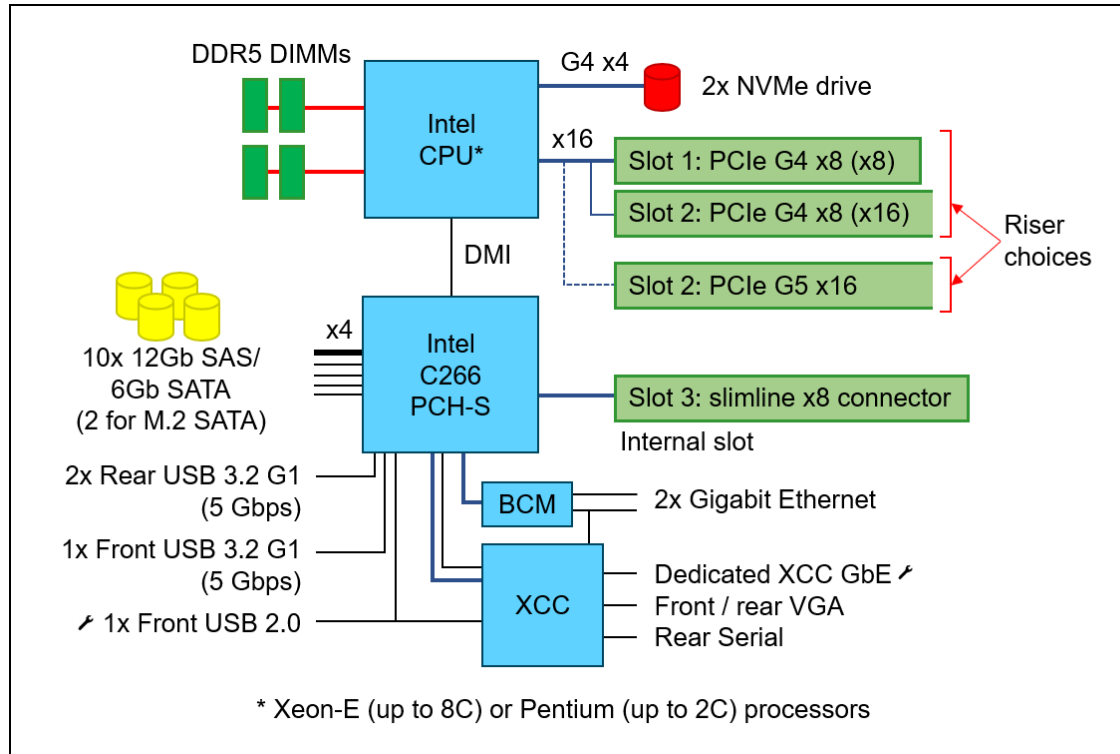 DDR5 DIMMs
G4 x4
2x NVMe drive
Intel
CPU*
x16
Slot 1: PCIe G4 x8 (x8)
Slot 2: PCIe G4 x8 (x16)
Riser
choices
Slot 2: PCIe G5 x16
DMI
x4
10x 12Gb SAS/
6Gb SATA
(2 for M.2 SATA)
Intel
C266
PCH-S
Slot 3: slimline x8 connector
Internal slot
2x Rear USB 3.2 G1
(5 Gbps)
BCM
2x Gigabit Ethernet
1x Front USB 3.2 G1
(5 Gbps)
XCC
Dedicated XCC GbE
Front / rear VGA
Rear Serial
1x Front USB 2.0
* Xeon-E (up to 8C) or Pentium (up to 2C) processors